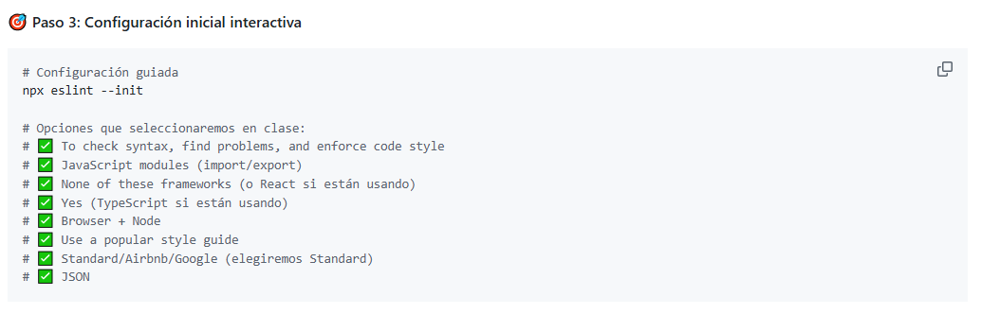 🎯 Paso 3: Configuración inicial interactiva
# Configuración guiada
npx eslint --init
# Opciones que seleccionaremos en clase:
# ✅ To check syntax, find problems, and enforce code style
# ✅ JavaScript modules (import/export)
# ✅ None of these frameworks (o React si están usando)
# ✅ Yes (TypeScript si están usando)
# ✅ Browser + Node
# ✅ Use a popular style guide
# ✅ Standard/Airbnb/Google (elegiremos Standard)
# ✅ JSON